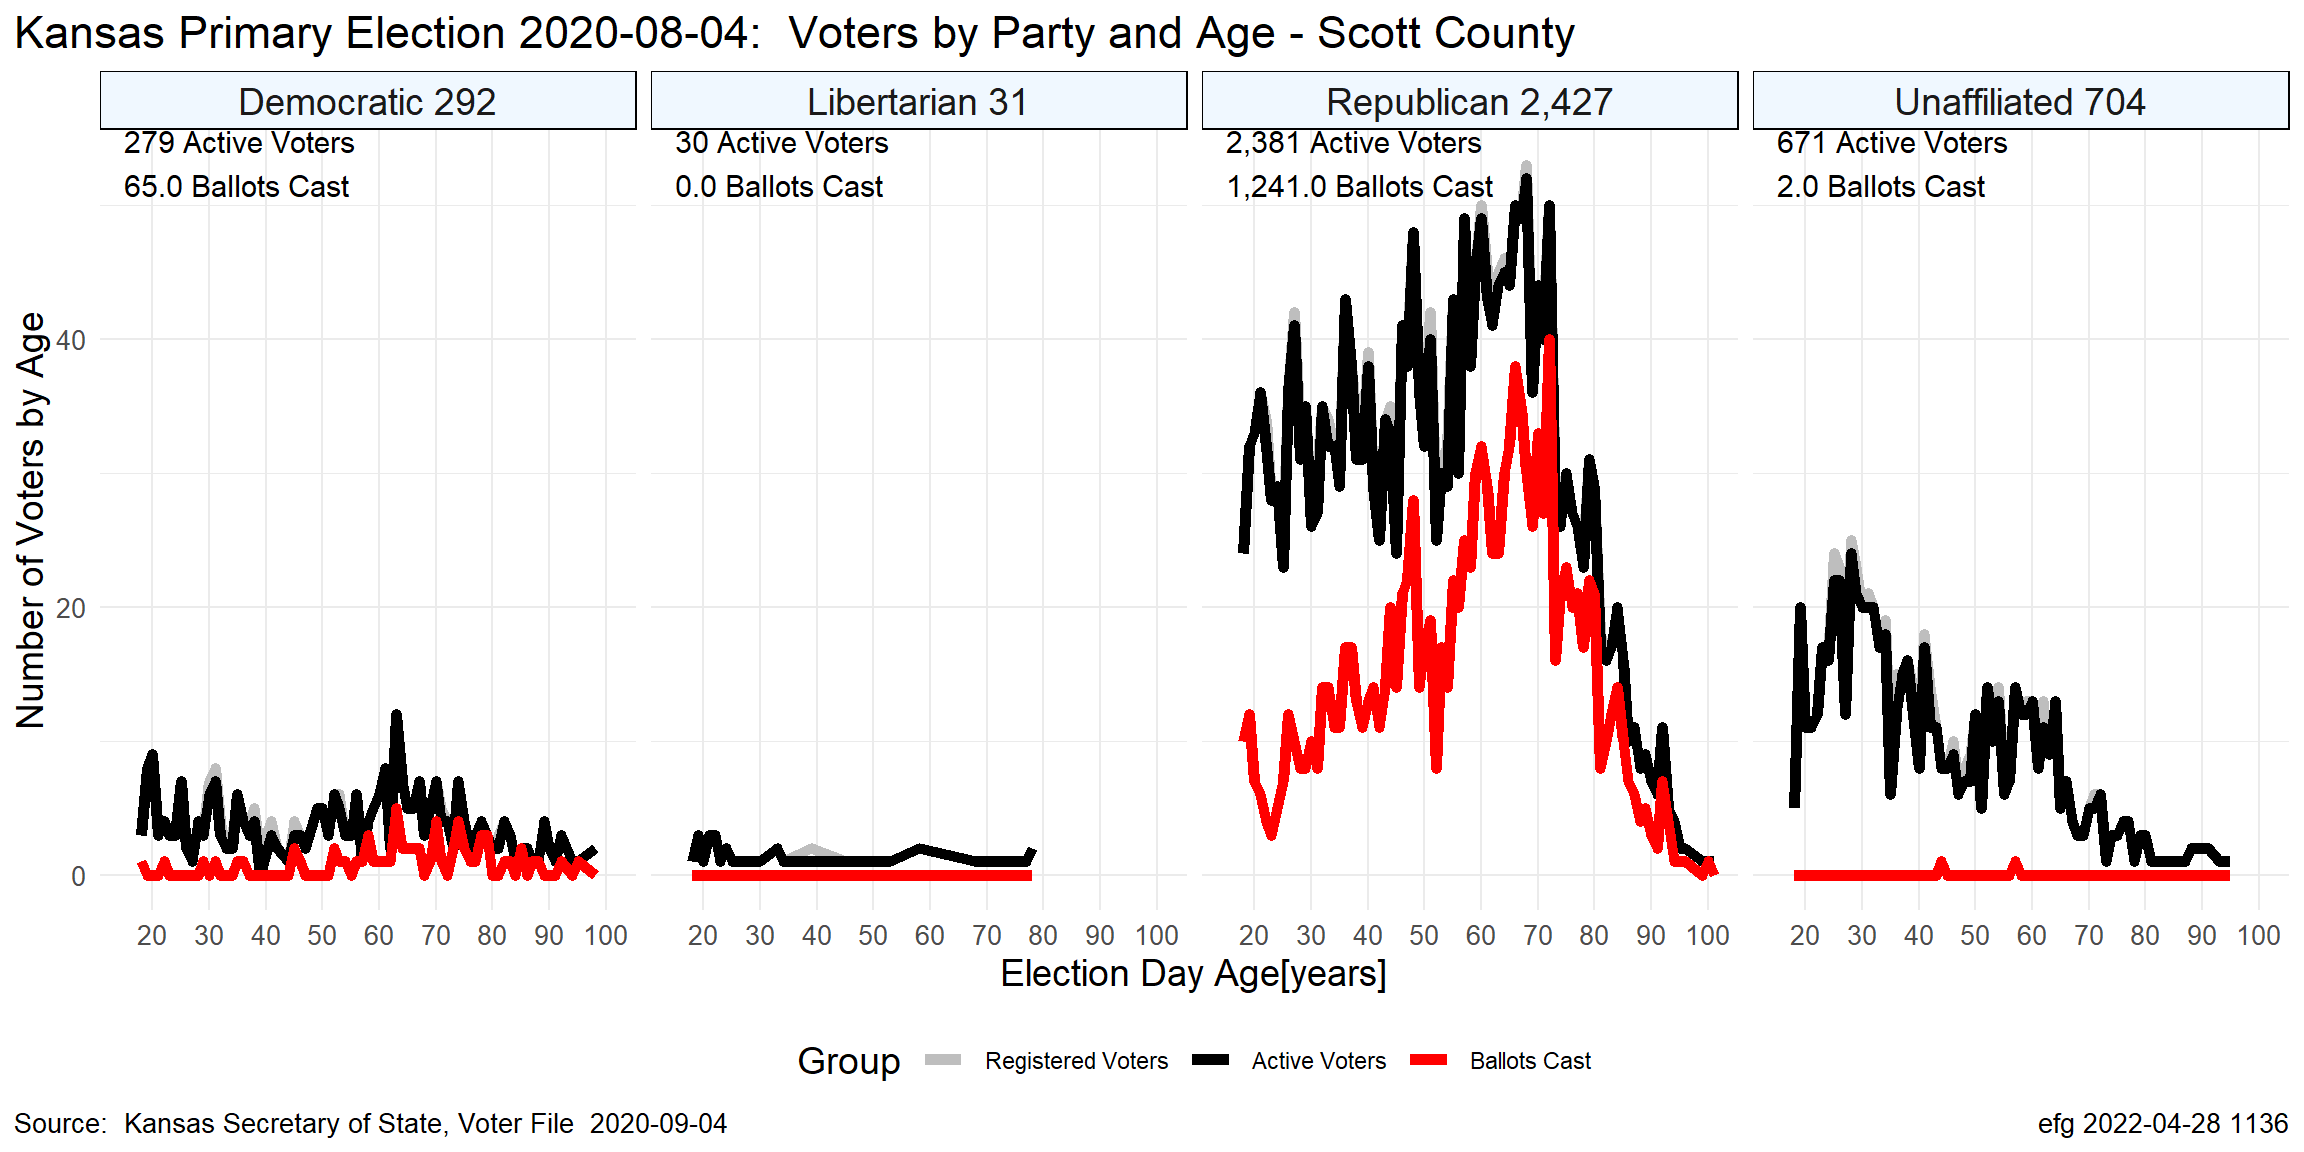 Kansas Primary Election 2020-08-04:  Voters by Party and Age - Scott County
Democratic 292
Libertarian 31
Republican 2,427
Unaffiliated 704
279 Active Voters
65.0 Ballots Cast
30 Active Voters
0.0 Ballots Cast
2,381 Active Voters
1,241.0 Ballots Cast
671 Active Voters
2.0 Ballots Cast
Number of Voters by Age
40
20
0
20 30 40 50 60 70 80 90 100
20 30 40 50 60 70 80 90 100
20 30 40 50 60 70 80 90 100
20 30 40 50 60 70 80 90 100
Election Day Age[years]
Group Registered Voters Active Voters Ballots Cast
Source:  Kansas Secretary of State, Voter File  2020-09-04
efg 2022-04-28 1136